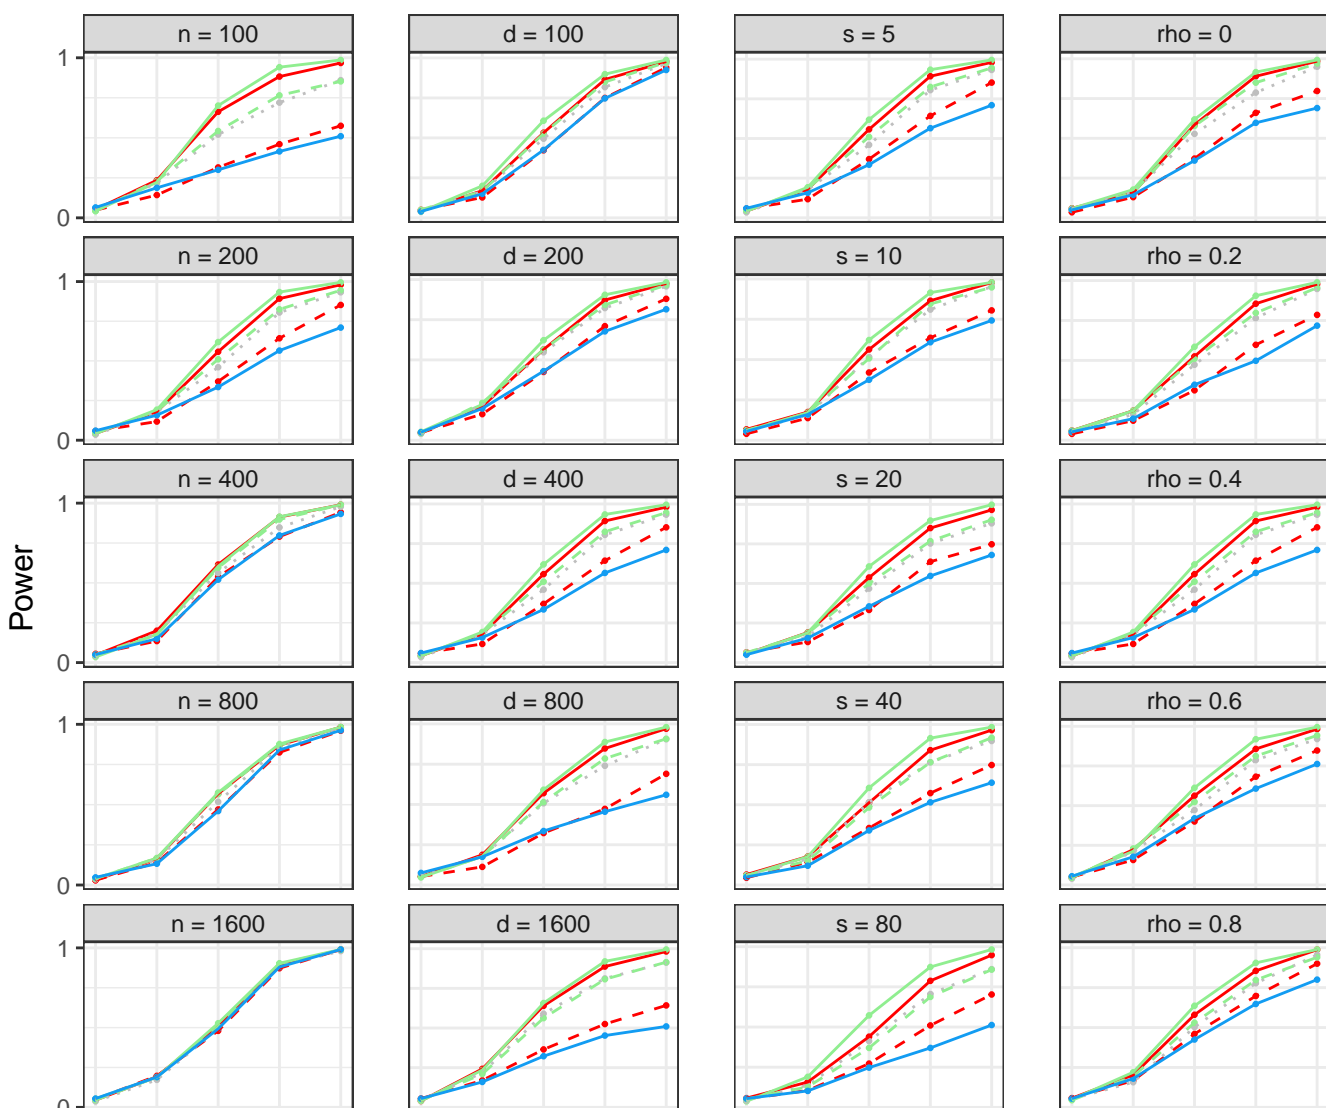 n = 100
d = 100
s = 5
rho = 0
1
0
n = 200
d = 200
s = 10
rho = 0.2
1
0
n = 400
d = 400
s = 20
rho = 0.4
1
0
Power
n = 800
d = 800
s = 40
rho = 0.6
1
0
n = 1600
d = 1600
s = 80
rho = 0.8
1
0